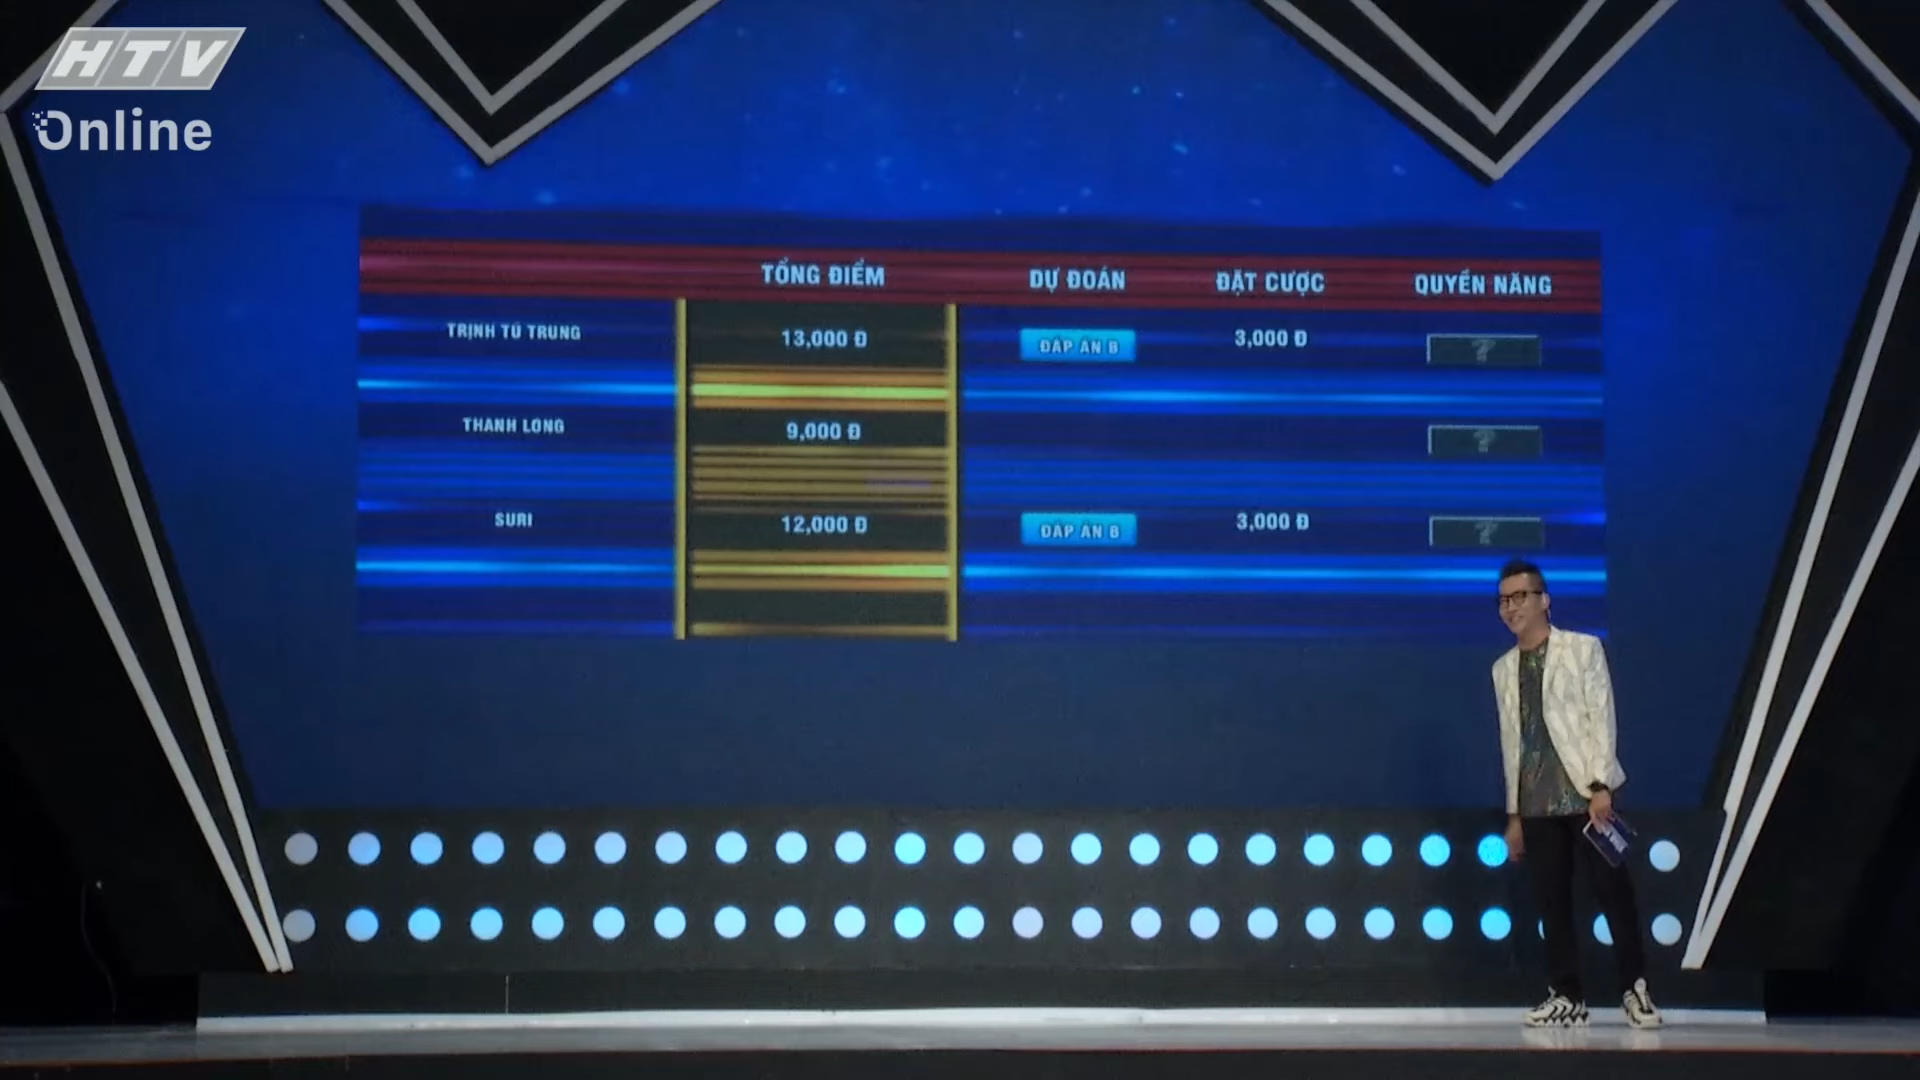 HTV
Online
TỔNG ĐIỂM DỰ ĐOÁN ĐẶT CƯỢC QUYỀN NĂNG
TRỊNH TÚ TRUNG 13,000 Đ ĐÁP ÁN B 3,000 Đ ?
THANH LONG 9,000 Đ ?
SURI 12,000 Đ ĐÁP ÁN B 3,000 Đ ?